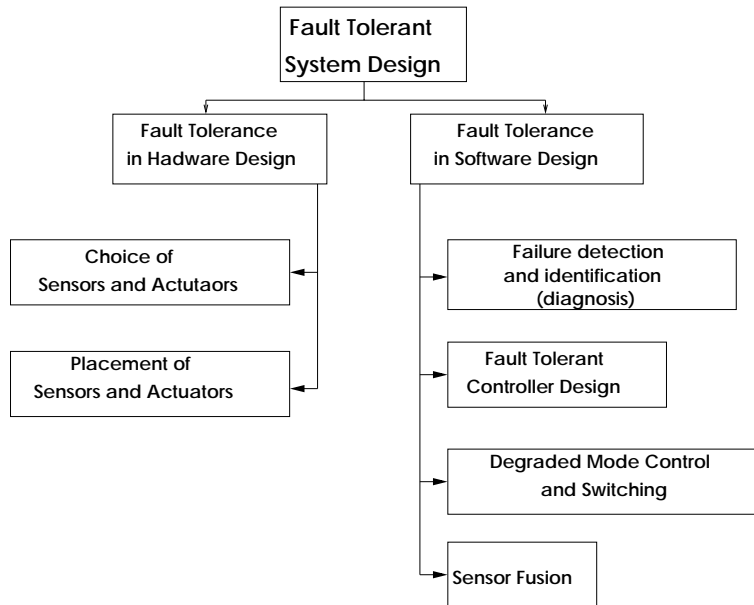 Fault Tolerant
System Design
Fault Tolerance
in Hadware Design
Fault Tolerance
in Software Design
Choice of
Sensors and Actutaors
Placement of
Sensors and Actuators
Failure detection
and identification
(diagnosis)
Fault Tolerant
Controller Design
Degraded Mode Control
and Switching
Sensor Fusion